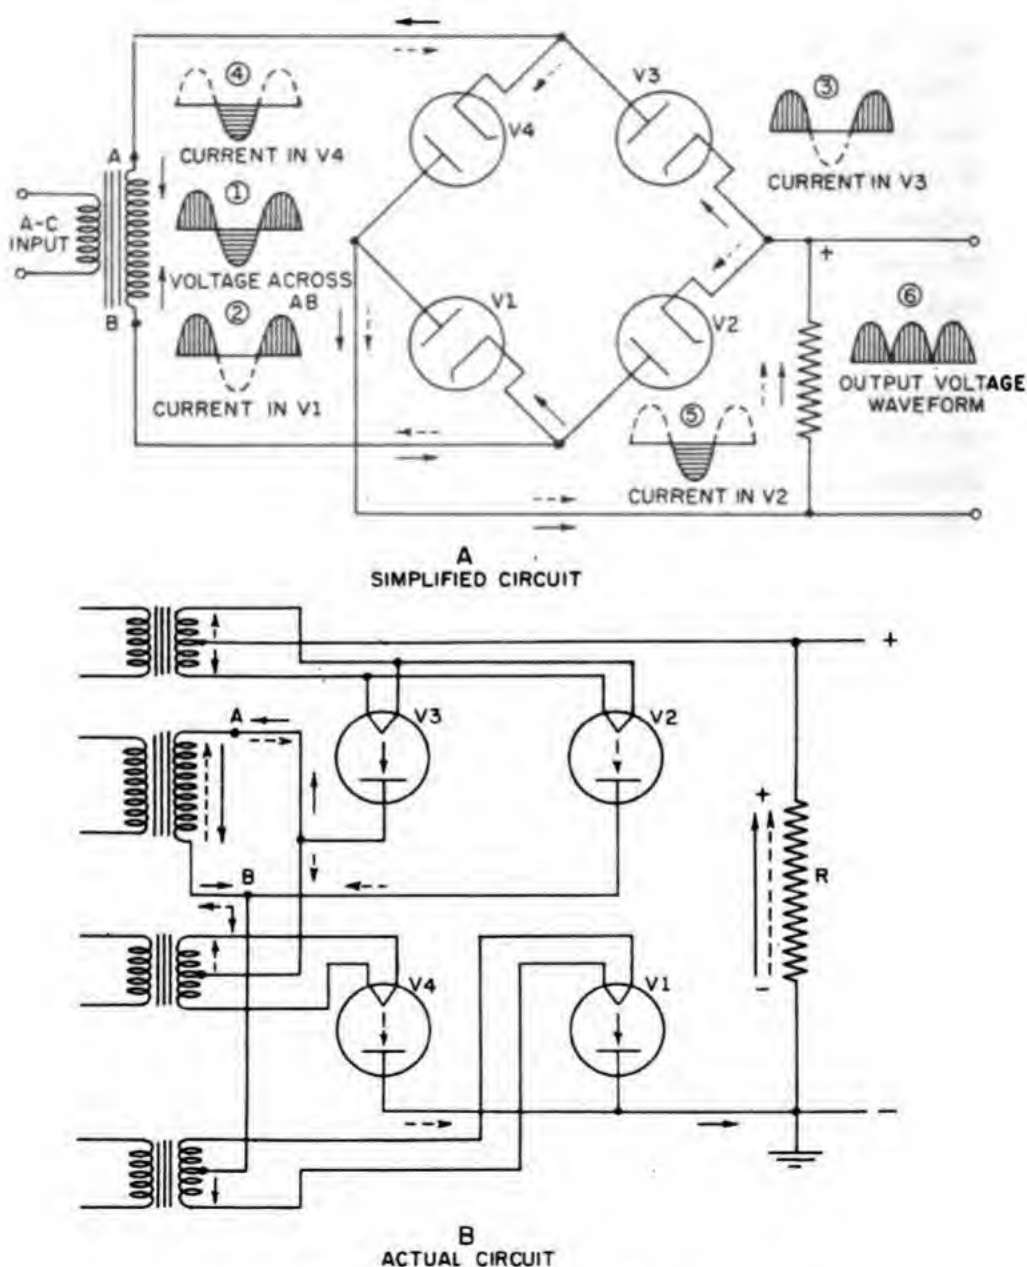 ④
CURRENT IN V4
V4
V3
③
CURRENT IN V3
A
A-C
INPUT
①
VOLTAGE ACROSS
AB
B
②
CURRENT IN V1
V1
V2
+
⑥
OUTPUT VOLTAGE
WAVEFORM
⑤
CURRENT IN V2
A
SIMPLIFIED CIRCUIT
+
V3
V2
A
B
+
R
-
V4
V1
-
B
ACTUAL CIRCUIT